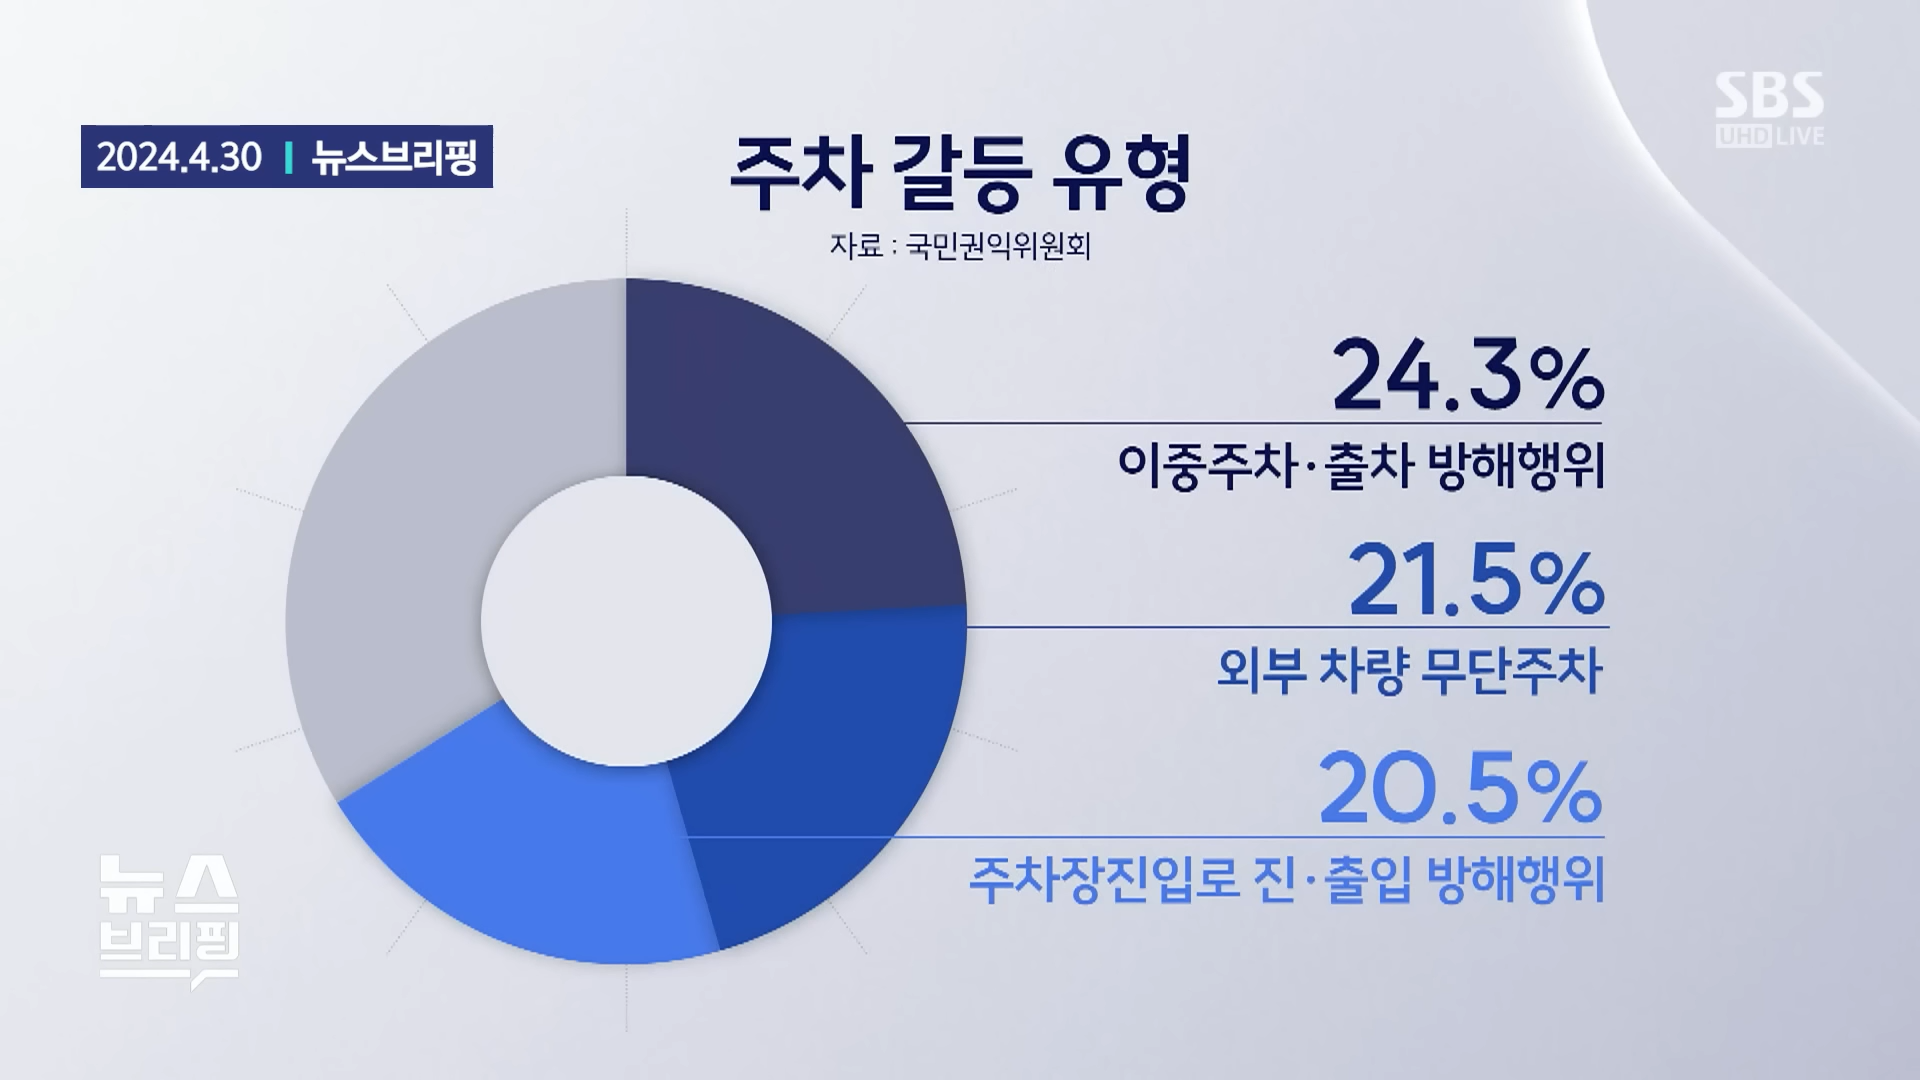 SBS
UHD LIVE
2024.4.30 | 뉴스브리핑
주차 갈등 유형
자료 : 국민권익위원회
24.3%
이중주차·출차 방해행위
21.5%
외부 차량 무단주차
20.5%
주차장진입로 진·출입 방해행위
뉴스
브리핑